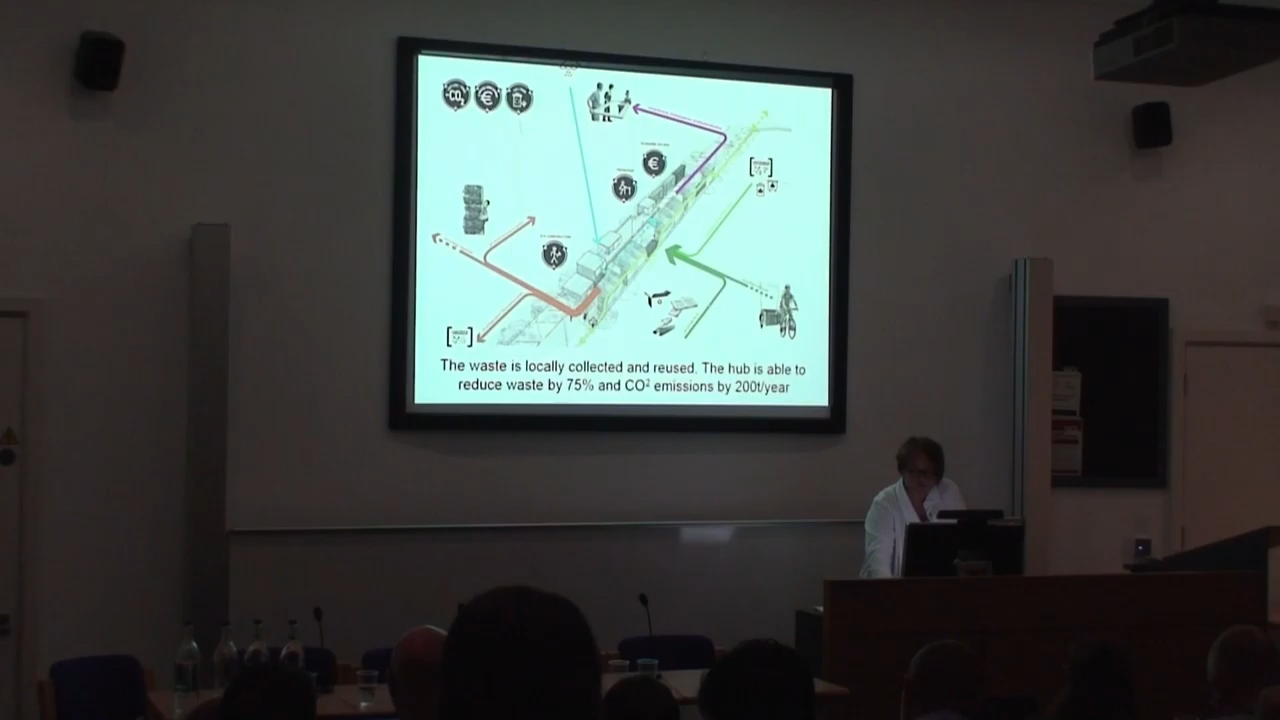 CO₂
€
€
The waste is locally collected and reused. The hub is able to
reduce waste by 75% and CO² emissions by 200t/year